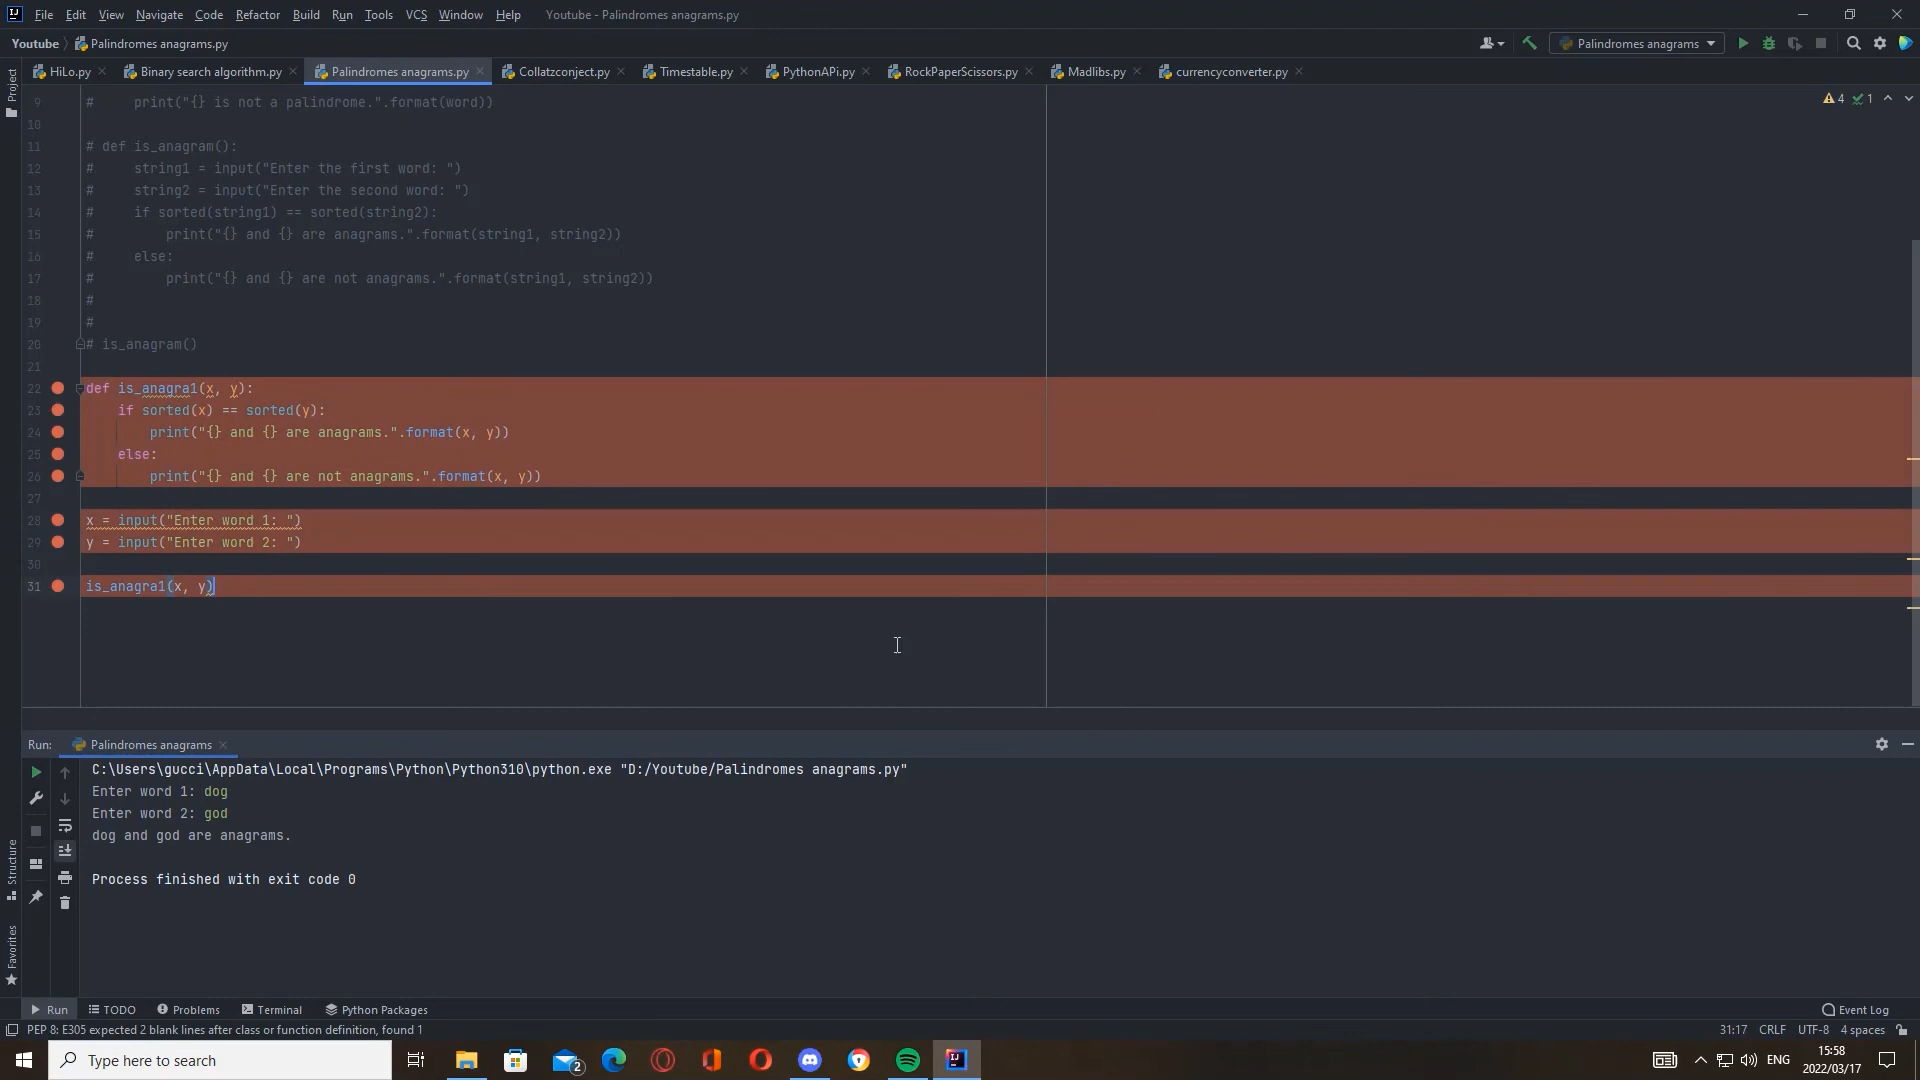 File Edit View Navigate Code Refactor Build Run Tools VCS Window Help Youtube - Palindromes anagrams.py
Youtube Palindromes anagrams.py Palindromes anagrams
HiLo.py Binary search algorithm.py Palindromes anagrams.py Collatzconject.py Timestable.py PythonAPi.py RockPaperScissors.py Madlibs.py currencyconverter.py
Project
4 1
9 #     print("{} is not a palindrome.".format(word))
10
11 # def is_anagram():
12 #     string1 = input("Enter the first word: ")
13 #     string2 = input("Enter the second word: ")
14 #     if sorted(string1) == sorted(string2):
15 #         print("{} and {} are anagrams.".format(string1, string2))
16 #     else:
17 #         print("{} and {} are not anagrams.".format(string1, string2))
18 #
19 #
20 # is_anagram()
21
22 def is_anagra1(x, y):
23     if sorted(x) == sorted(y):
24         print("{} and {} are anagrams.".format(x, y))
25     else:
26         print("{} and {} are not anagrams.".format(x, y))
27
28 x = input("Enter word 1: ")
29 y = input("Enter word 2: ")
30
31 is_anagra1(x, y)
Run: Palindromes anagrams
C:\Users\gucci\AppData\Local\Programs\Python\Python310\python.exe "D:/Youtube/Palindromes anagrams.py"
Enter word 1: dog
Enter word 2: god
dog and god are anagrams.
Process finished with exit code 0
Structure
Favorites
Run TODO Problems Terminal Python Packages Event Log
PEP 8: E305 expected 2 blank lines after class or function definition, found 1 31:17 CRLF UTF-8 4 spaces
Type here to search 2 ENG 15:58
2022/03/17